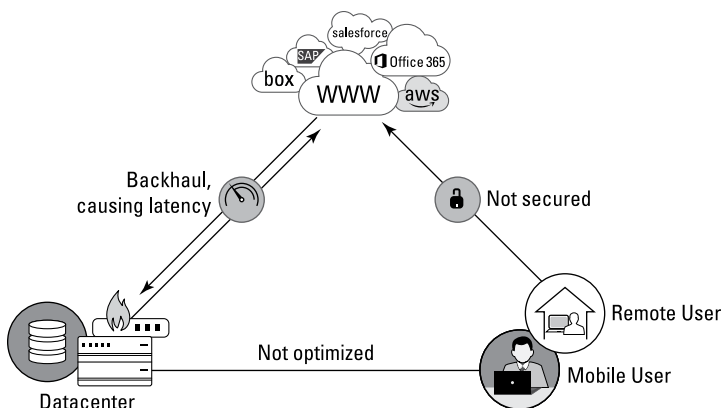 salesforce
SAP
Office 365
box
WWW
aws
Backhaul,
causing latency
Not secured
Remote User
Not optimized
Mobile User
Datacenter